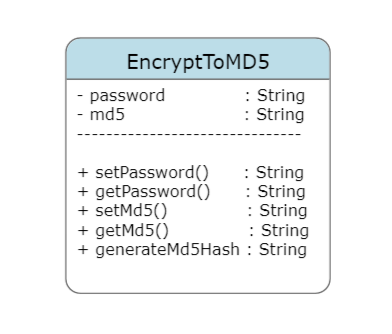 EncryptToMD5
- password : String
- md5 : String
-------------------------------
+ setPassword() : String
+ getPassword() : String
+ setMd5() : String
+ getMd5() : String
+ generateMd5Hash : String